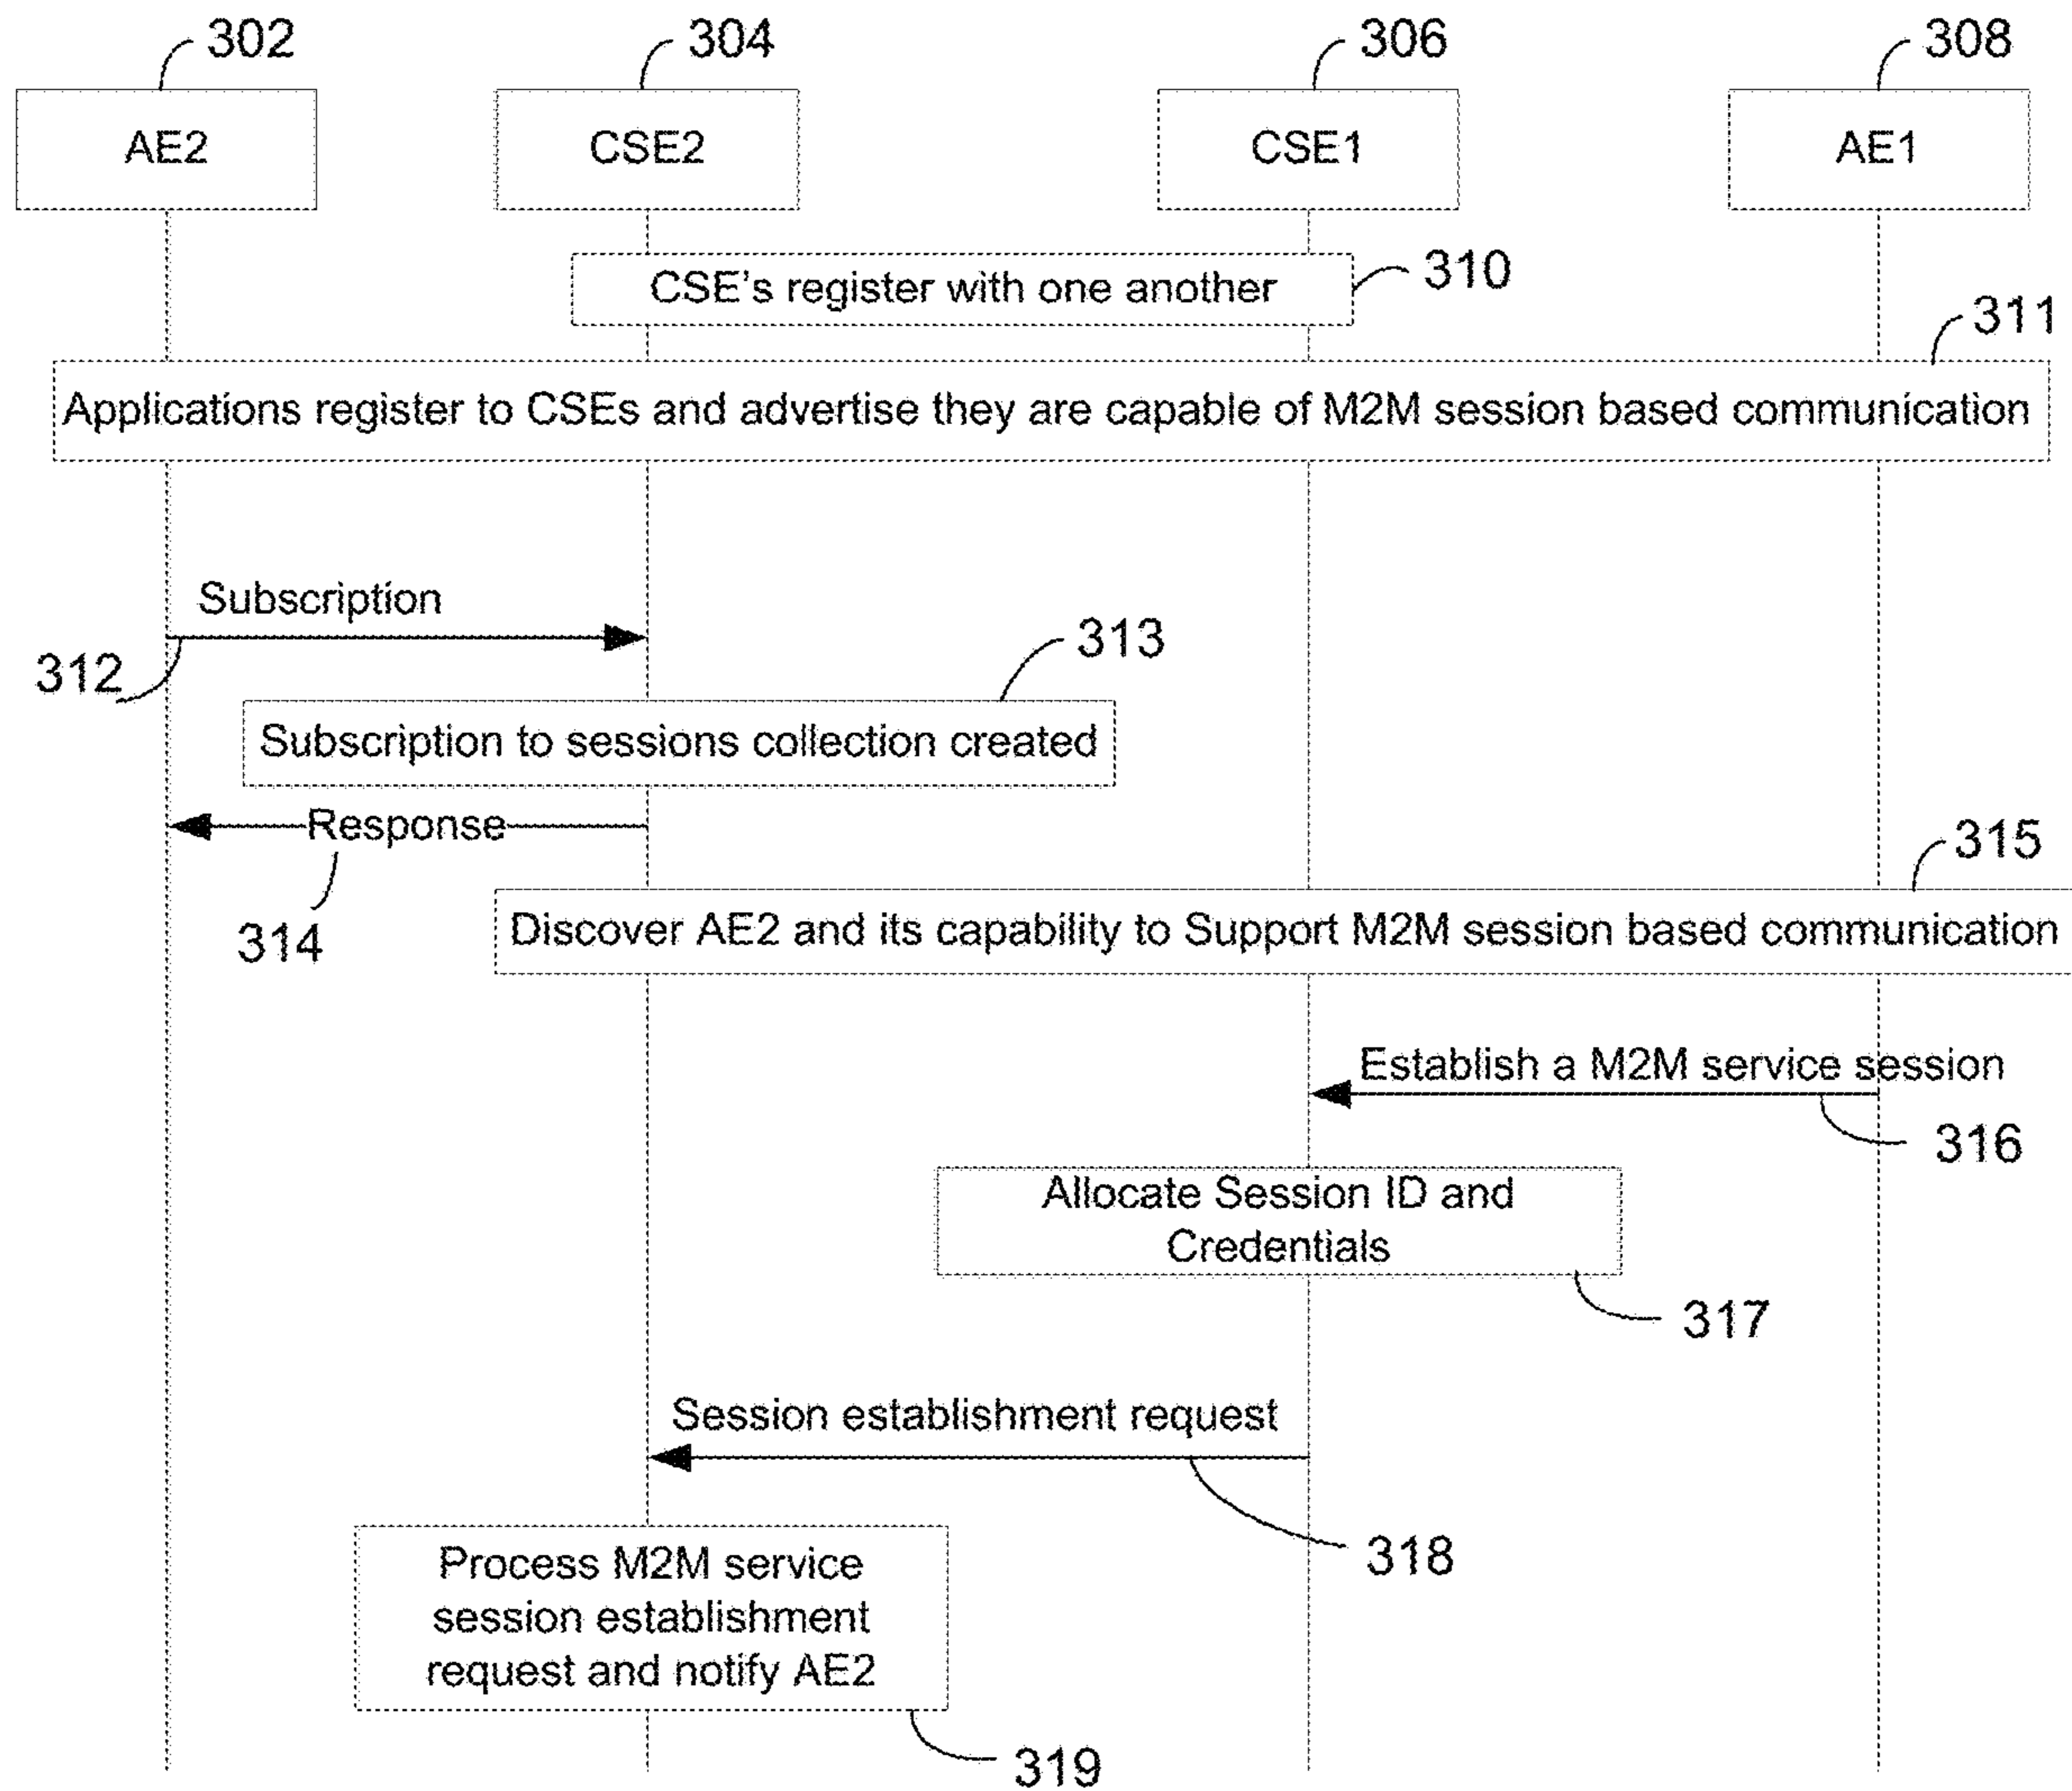 302
304
306
308
AE2
CSE2
CSE1
AE1
CSE's register with one another
310
311
Applications register to CSEs and advertise they are capable of M2M session based communication
Subscription
312
313
Subscription to sessions collection created
Response
314
315
Discover AE2 and its capability to Support M2M session based communication
Establish a M2M service session
316
Allocate Session ID and
Credentials
317
Session establishment request
318
Process M2M service
session establishment
request and notify AE2
319